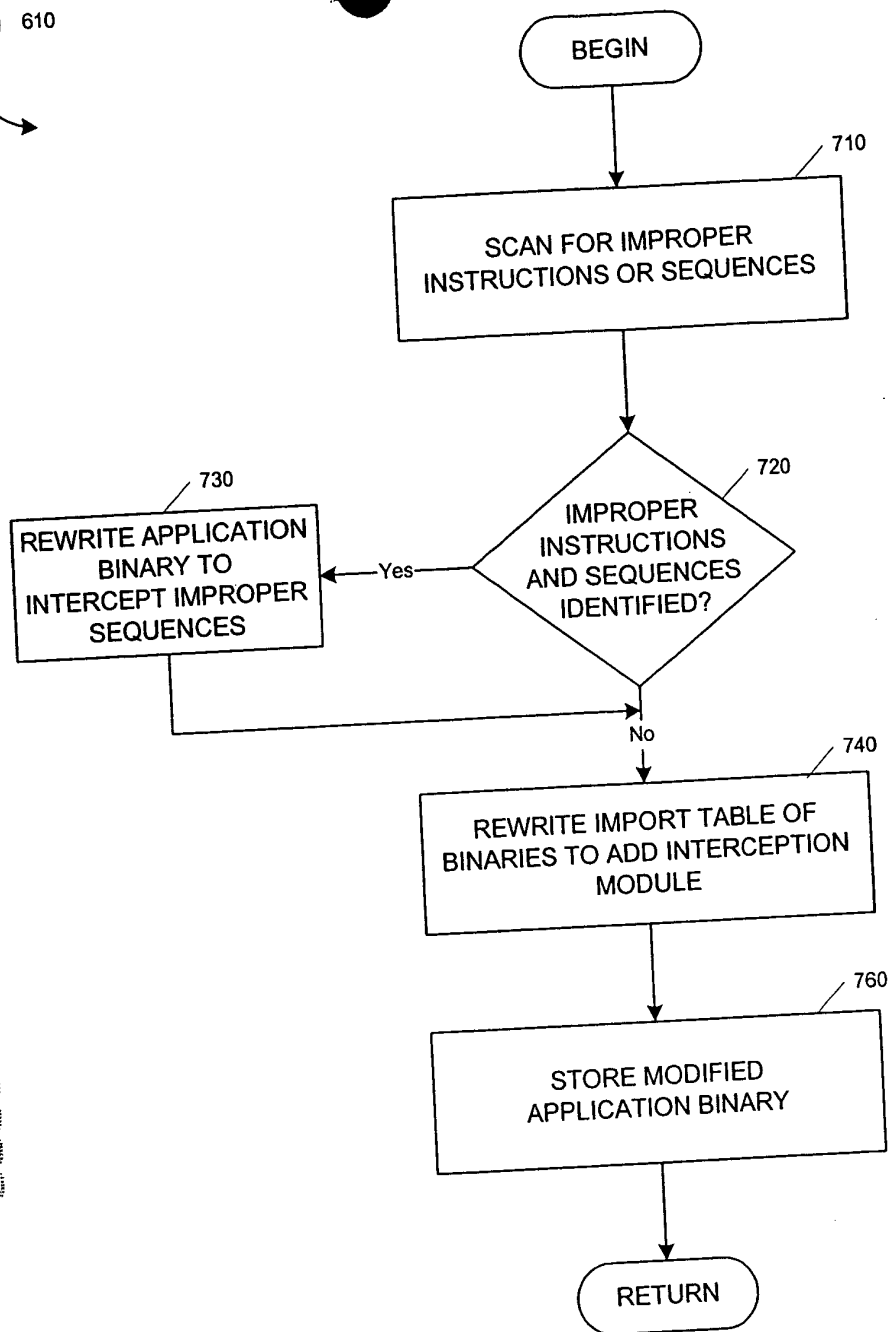 610
BEGIN
710
SCAN FOR IMPROPER
INSTRUCTIONS OR SEQUENCES
720
IMPROPER
INSTRUCTIONS
AND SEQUENCES
IDENTIFIED?
730
REWRITE APPLICATION
BINARY TO
INTERCEPT IMPROPER
SEQUENCES
Yes
No
740
REWRITE IMPORT TABLE OF
BINARIES TO ADD INTERCEPTION
MODULE
760
STORE MODIFIED
APPLICATION BINARY
RETURN